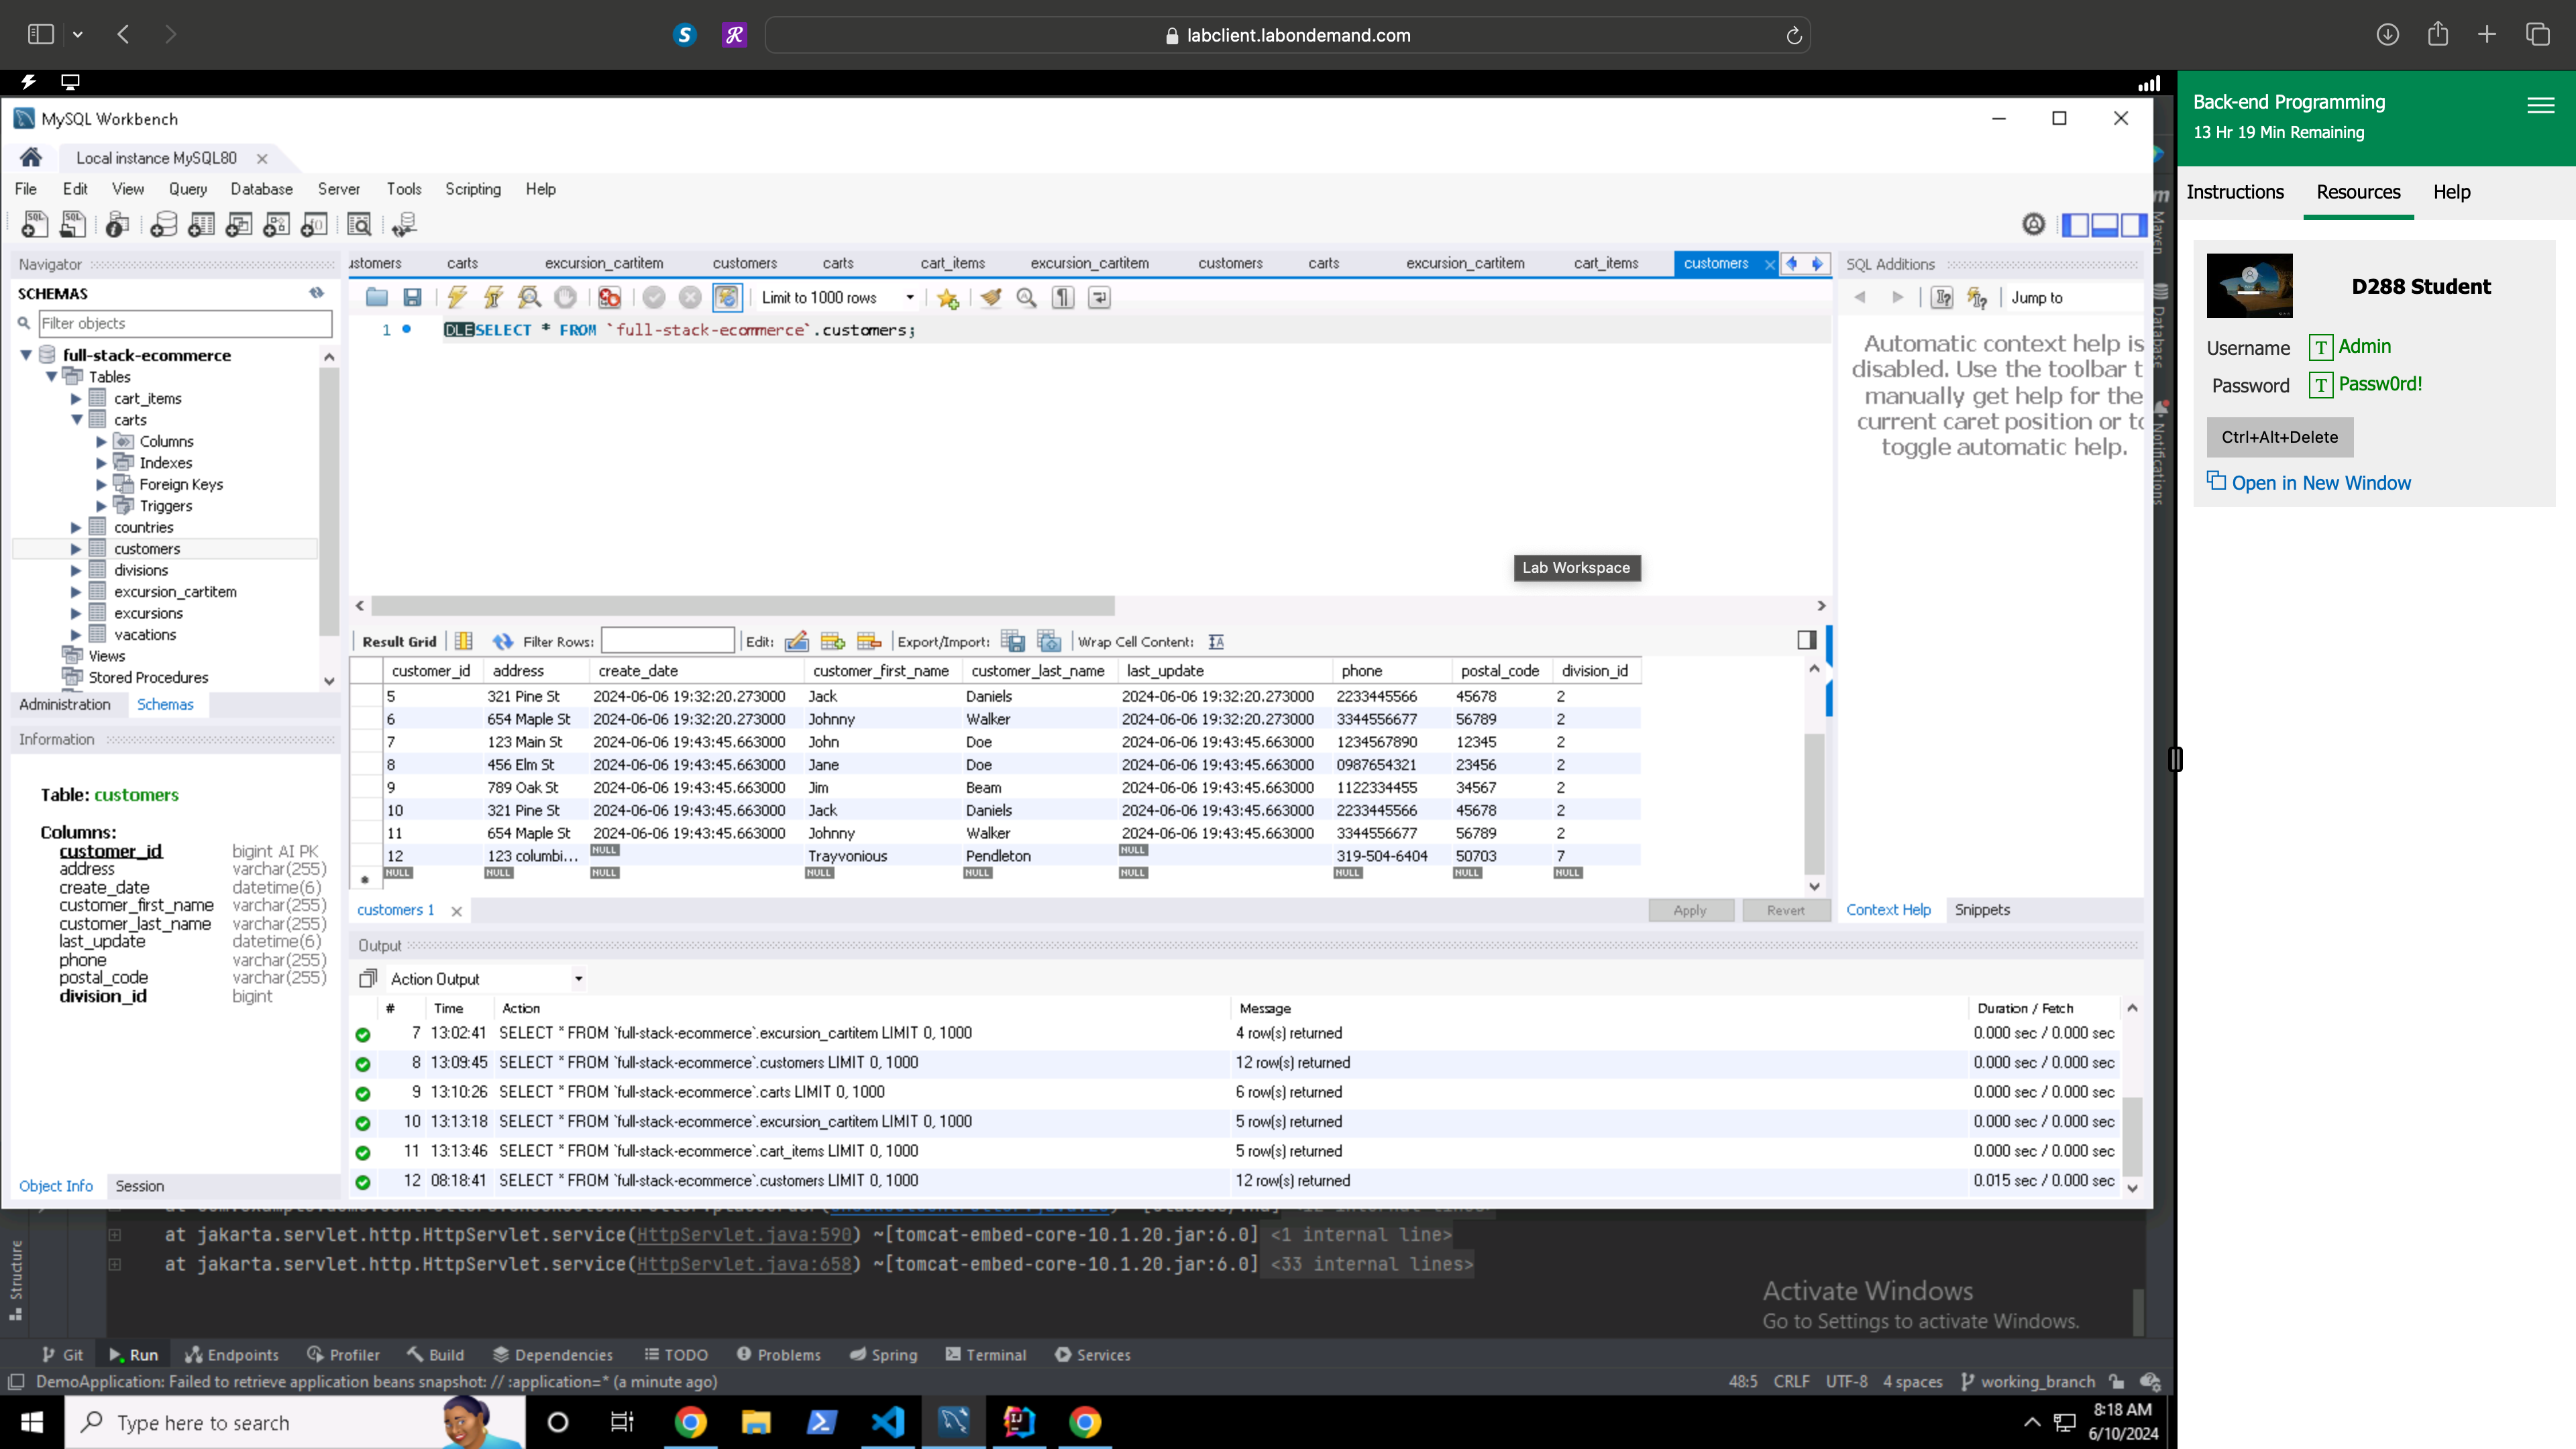 labclient.labondemand.com
MySQL Workbench
Local instance MySQL80
File Edit View Query Database Server Tools Scripting Help
Navigator
SCHEMAS
Filter objects
full-stack-ecommerce
Tables
cart_items
carts
Columns
Indexes
Foreign Keys
Triggers
countries
customers
divisions
excursion_cartitem
excursions
vacations
Views
Stored Procedures
Administration Schemas
Information
Table: customers
Columns:
customer_id bigint AI PK
address varchar(255)
create_date datetime(6)
customer_first_name varchar(255)
customer_last_name varchar(255)
last_update datetime(6)
phone varchar(255)
postal_code varchar(255)
division_id bigint
Object Info Session
ustomers carts excursion_cartitem customers carts cart_items excursion_cartitem customers carts excursion_cartitem cart_items customers
Limit to 1000 rows
1 DLESELECT * FROM `full-stack-ecommerce`.customers;
Lab Workspace
Result Grid Filter Rows: Edit: Export/Import: Wrap Cell Content:
customer_id address create_date customer_first_name customer_last_name last_update phone postal_code division_id
5 321 Pine St 2024-06-06 19:32:20.273000 Jack Daniels 2024-06-06 19:32:20.273000 2233445566 45678 2
6 654 Maple St 2024-06-06 19:32:20.273000 Johnny Walker 2024-06-06 19:32:20.273000 3344556677 56789 2
7 123 Main St 2024-06-06 19:43:45.663000 John Doe 2024-06-06 19:43:45.663000 1234567890 12345 2
8 456 Elm St 2024-06-06 19:43:45.663000 Jane Doe 2024-06-06 19:43:45.663000 0987654321 23456 2
9 789 Oak St 2024-06-06 19:43:45.663000 Jim Beam 2024-06-06 19:43:45.663000 1122334455 34567 2
10 321 Pine St 2024-06-06 19:43:45.663000 Jack Daniels 2024-06-06 19:43:45.663000 2233445566 45678 2
11 654 Maple St 2024-06-06 19:43:45.663000 Johnny Walker 2024-06-06 19:43:45.663000 3344556677 56789 2
12 123 columbi... NULL Trayvonious Pendleton NULL 319-504-6404 50703 7
NULL NULL NULL NULL NULL NULL NULL NULL NULL
customers 1 Apply Revert
SQL Additions
Jump to
Automatic context help is
disabled. Use the toolbar t
manually get help for the
current caret position or to
toggle automatic help.
Context Help Snippets
Output
Action Output
# Time Action Message Duration / Fetch
7 13:02:41 SELECT * FROM `full-stack-ecommerce`.excursion_cartitem LIMIT 0, 1000 4 row(s) returned 0.000 sec / 0.000 sec
8 13:09:45 SELECT * FROM `full-stack-ecommerce`.customers LIMIT 0, 1000 12 row(s) returned 0.000 sec / 0.000 sec
9 13:10:26 SELECT * FROM `full-stack-ecommerce`.carts LIMIT 0, 1000 6 row(s) returned 0.000 sec / 0.000 sec
10 13:13:18 SELECT * FROM `full-stack-ecommerce`.excursion_cartitem LIMIT 0, 1000 5 row(s) returned 0.000 sec / 0.000 sec
11 13:13:46 SELECT * FROM `full-stack-ecommerce`.cart_items LIMIT 0, 1000 5 row(s) returned 0.000 sec / 0.000 sec
12 08:18:41 SELECT * FROM `full-stack-ecommerce`.customers LIMIT 0, 1000 12 row(s) returned 0.015 sec / 0.000 sec
Maven
Database
Notifications
Structure
at jakarta.servlet.http.HttpServlet.service(HttpServlet.java:590) ~[tomcat-embed-core-10.1.20.jar:6.0] <1 internal line>
at jakarta.servlet.http.HttpServlet.service(HttpServlet.java:658) ~[tomcat-embed-core-10.1.20.jar:6.0] <33 internal lines>
Activate Windows
Go to Settings to activate Windows.
Git Run Endpoints Profiler Build Dependencies TODO Problems Spring Terminal Services
DemoApplication: Failed to retrieve application beans snapshot: // :application=* (a minute ago) 48:5 CRLF UTF-8 4 spaces working_branch
Type here to search
8:18 AM
6/10/2024
Back-end Programming
13 Hr 19 Min Remaining
Instructions Resources Help
D288 Student
Username T Admin
Password T Passw0rd!
Ctrl+Alt+Delete
Open in New Window